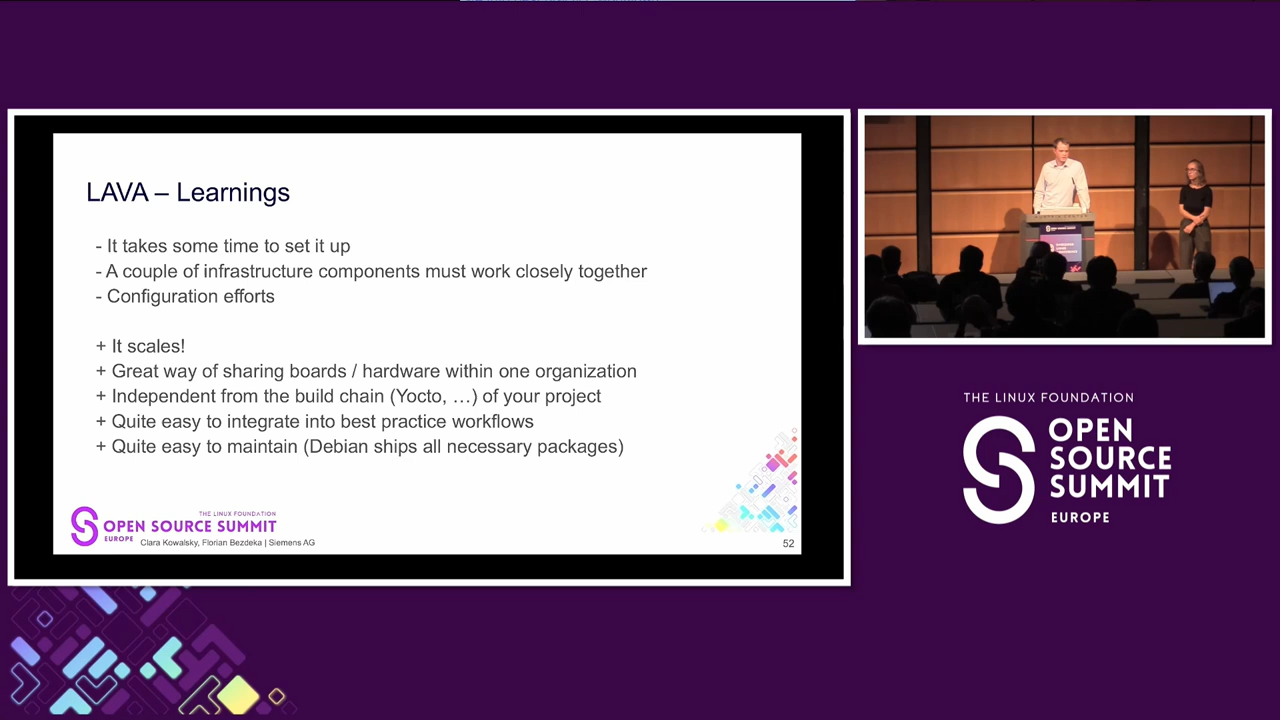 LAVA – Learnings
- It takes some time to set it up
- A couple of infrastructure components must work closely together
- Configuration efforts
+ It scales!
+ Great way of sharing boards / hardware within one organization
+ Independent from the build chain (Yocto, …) of your project
+ Quite easy to integrate into best practice workflows
+ Quite easy to maintain (Debian ships all necessary packages)
THE LINUX FOUNDATION
OPEN SOURCE SUMMIT
EUROPE
Clara Kowalsky, Florian Bezdeka | Siemens AG
52
THE LINUX FOUNDATION
OPEN
SOURCE
SUMMIT
EUROPE